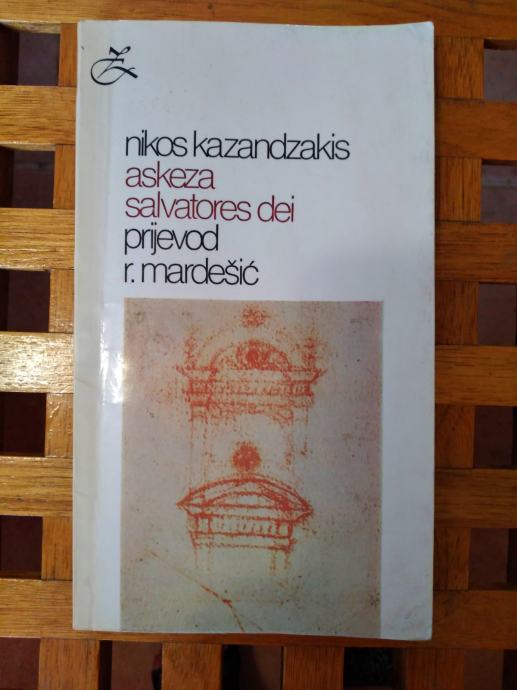 nikos kazandzakis
askeza
salvatores dei
prijevod
r. mardešić